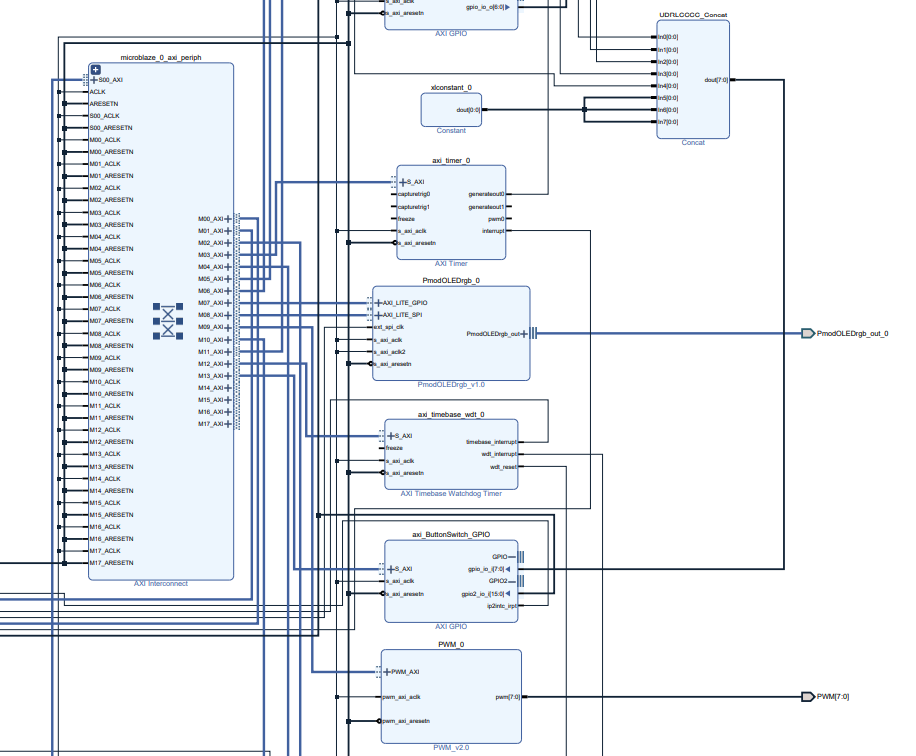 s_axi_aclk
s_axi_aresetn
gpio_io_o[6:0]
AXI GPIO
UDRLCCCC_Concat
In0[0:0]
In1[0:0]
In2[0:0]
In3[0:0]
In4[0:0]
In5[0:0]
In6[0:0]
In7[0:0]
dout[7:0]
Concat
xlconstant_0
dout[0:0]
Constant
microblaze_0_axi_periph
S00_AXI
ACLK
ARESETN
S00_ACLK
S00_ARESETN
M00_ACLK
M00_ARESETN
M01_ACLK
M01_ARESETN
M02_ACLK
M02_ARESETN
M03_ACLK
M03_ARESETN
M04_ACLK
M04_ARESETN
M05_ACLK
M05_ARESETN
M06_ACLK
M06_ARESETN
M07_ACLK
M07_ARESETN
M08_ACLK
M08_ARESETN
M09_ACLK
M09_ARESETN
M10_ACLK
M10_ARESETN
M11_ACLK
M11_ARESETN
M12_ACLK
M12_ARESETN
M13_ACLK
M13_ARESETN
M14_ACLK
M14_ARESETN
M15_ACLK
M15_ARESETN
M16_ACLK
M16_ARESETN
M17_ACLK
M17_ARESETN
M00_AXI
M01_AXI
M02_AXI
M03_AXI
M04_AXI
M05_AXI
M06_AXI
M07_AXI
M08_AXI
M09_AXI
M10_AXI
M11_AXI
M12_AXI
M13_AXI
M14_AXI
M15_AXI
M16_AXI
M17_AXI
AXI Interconnect
axi_timer_0
S_AXI
capturetrig0
capturetrig1
freeze
s_axi_aclk
s_axi_aresetn
generateout0
generateout1
pwm0
interrupt
AXI Timer
PmodOLEDrgb_0
AXI_LITE_GPIO
AXI_LITE_SPI
ext_spi_clk
s_axi_aclk
s_axi_aclk2
s_axi_aresetn
PmodOLEDrgb_out
PmodOLEDrgb_v1.0
PmodOLEDrgb_out_0
axi_timebase_wdt_0
S_AXI
freeze
s_axi_aclk
s_axi_aresetn
timebase_interrupt
wdt_interrupt
wdt_reset
AXI Timebase Watchdog Timer
axi_ButtonSwitch_GPIO
S_AXI
s_axi_aclk
s_axi_aresetn
GPIO
gpio_io_i[7:0]
GPIO2
gpio2_io_i[15:0]
ip2intc_irpt
AXI GPIO
PWM_0
PWM_AXI
pwm_axi_aclk
pwm_axi_aresetn
pwm[7:0]
PWM_v2.0
PWM[7:0]